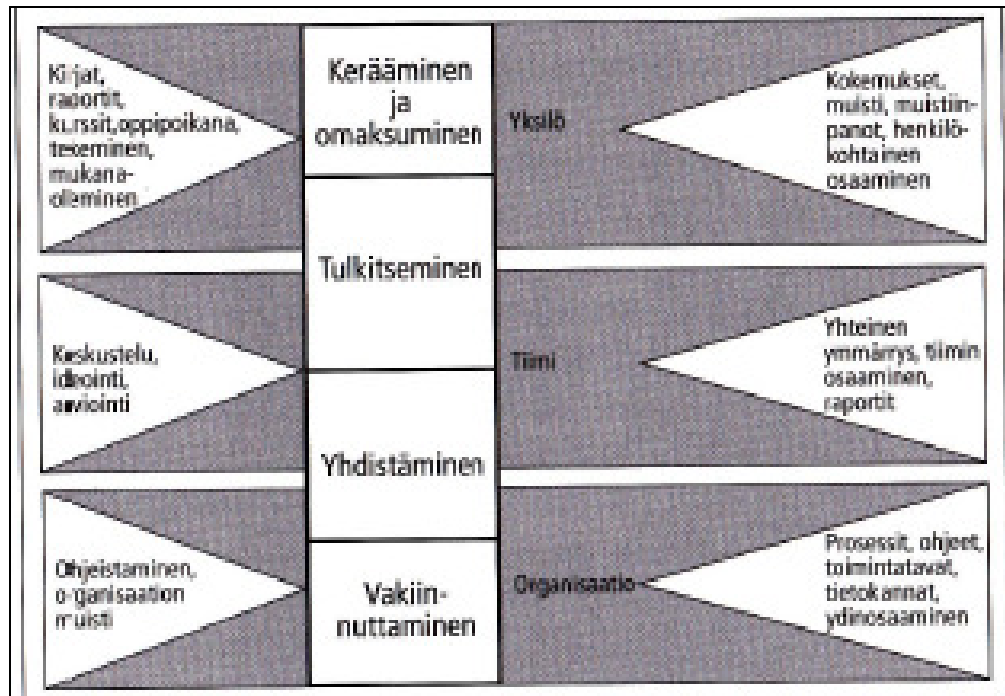 Kirjat,
raportit,
kurssit,oppipoikana,
tekeminen,
mukana-
oleminen
Kerääminen
ja
omaksuminen
Yksilö
Kokemukset,
muisti, muistiin-
panot, henkilö-
kohtainen
osaaminen
Tulkitseminen
Keskustelu,
ideointi,
arviointi
Tiimi
Yhteinen
ymmärrys, tiimin
osaaminen,
raportit
Yhdistäminen
Ohjeistaminen,
organisaation
muisti
Vakiin-
nuttaminen
Organisaatio
Prosessit, ohjeet,
toimintatavat,
tietokannat,
ydinosaaminen